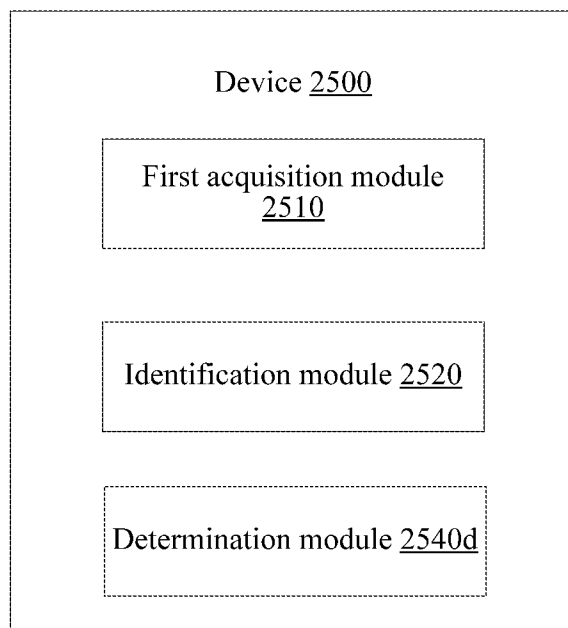 Device 2500
First acquisition module
2510
Identification module 2520
Determination module 2540d